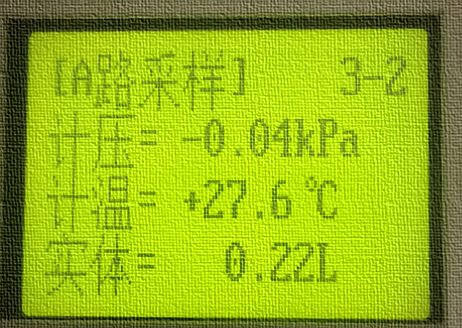 [A路采样] 3-2
计压= -0.04kPa
计温= +27.6℃
实体= 0.22L